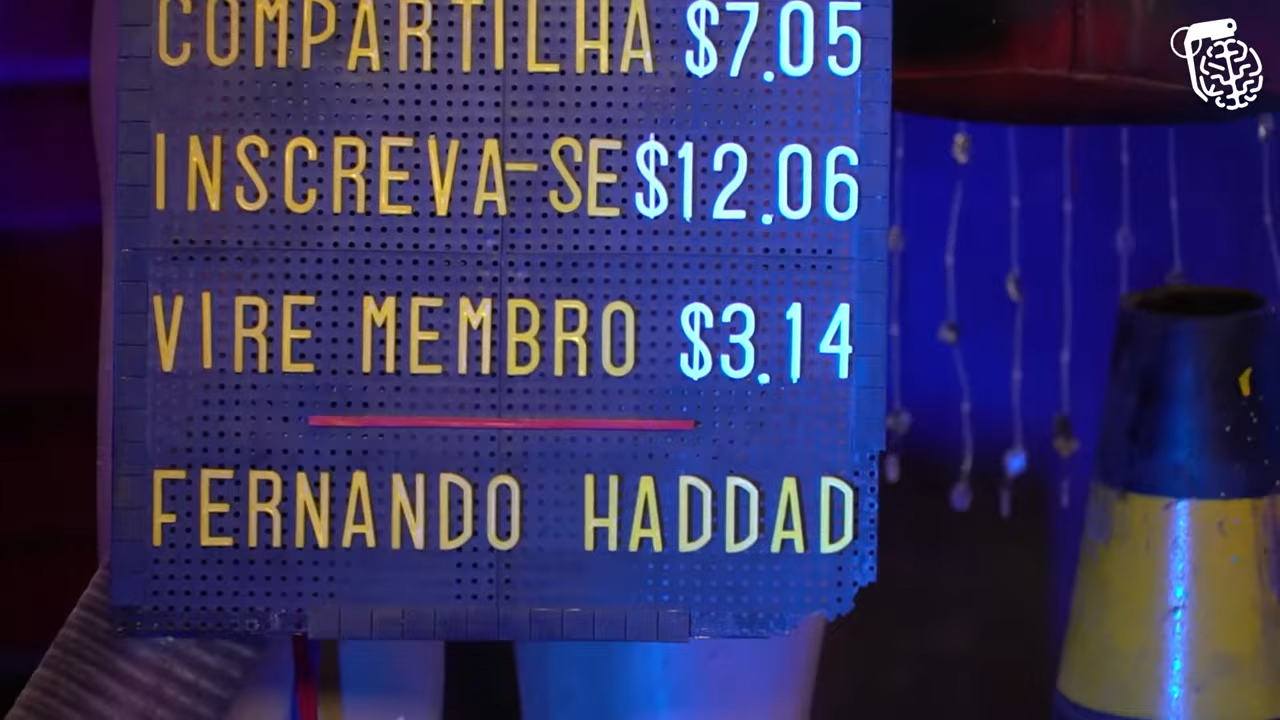 COMPARTILHA $7.05
INSCREVA-SE $12.06
VIRE MEMBRO $3.14
FERNANDO HADDAD